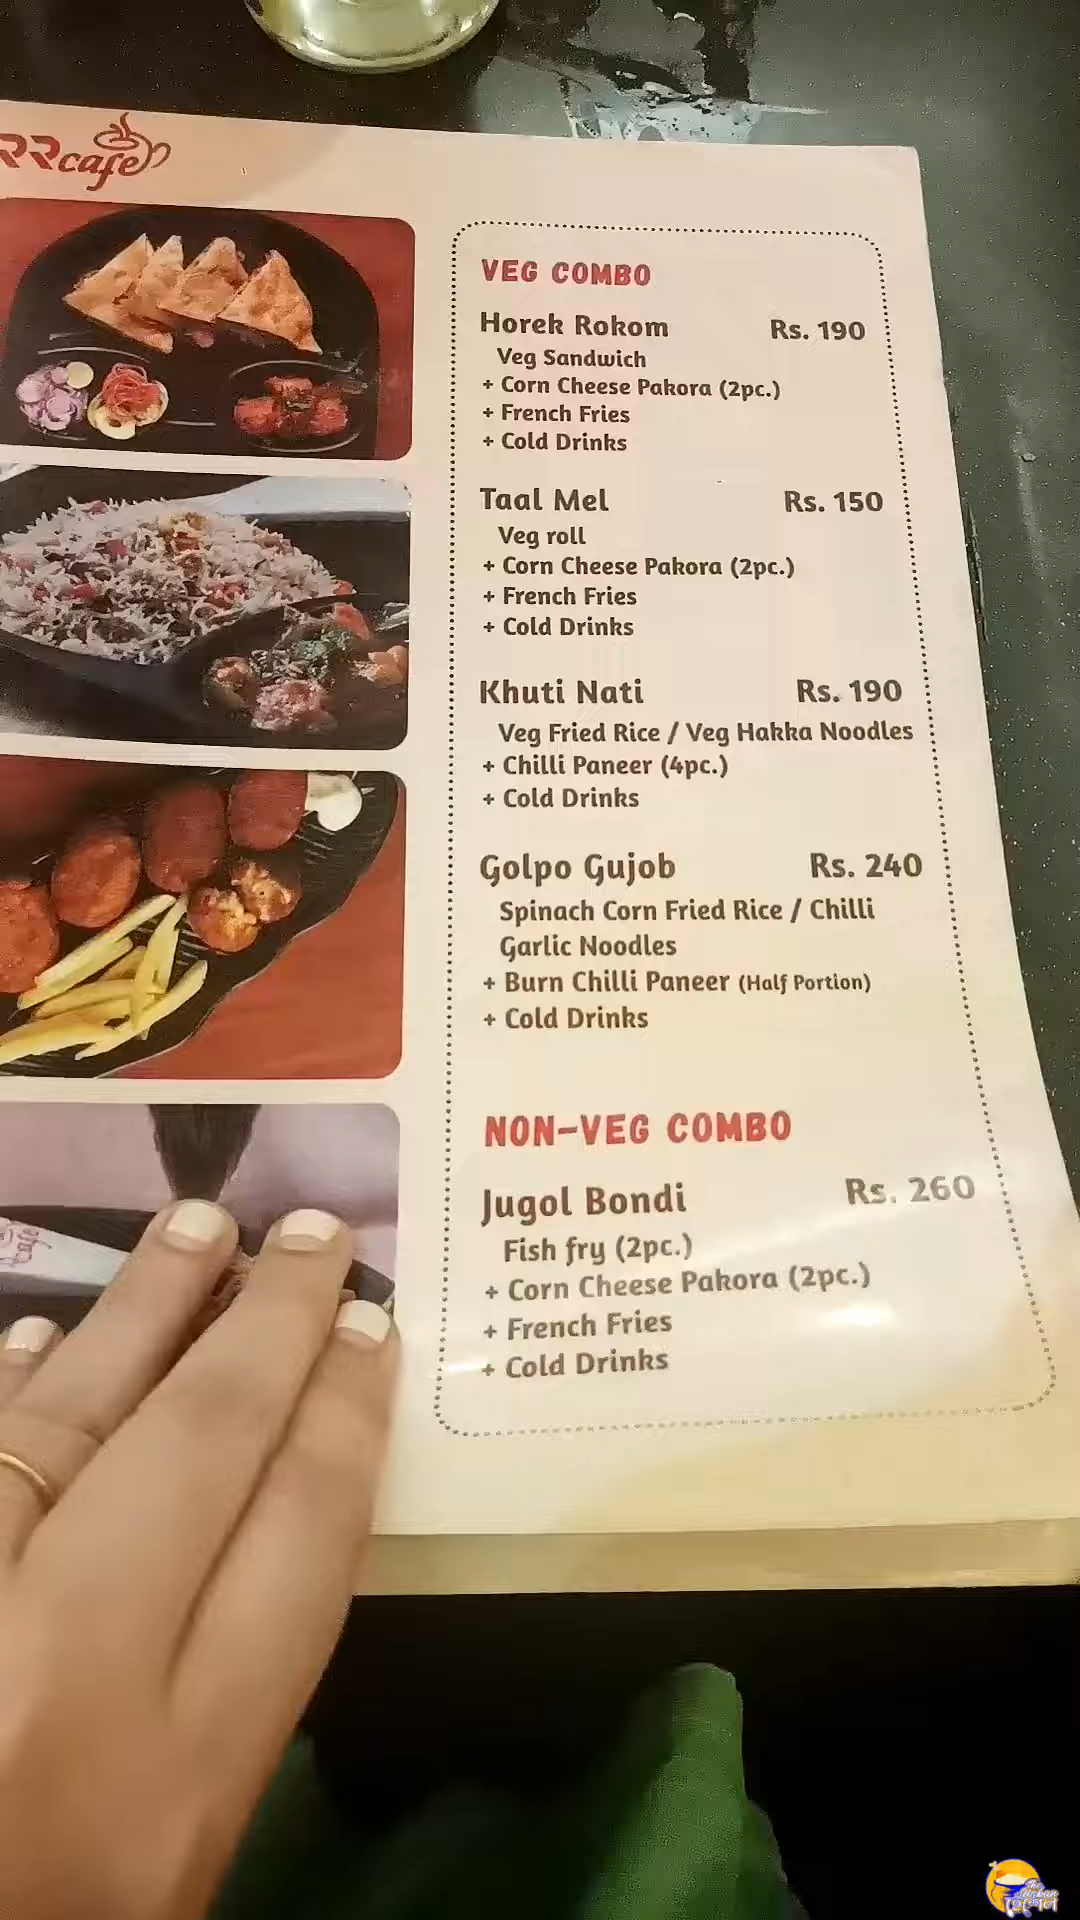 RRcafe
VEG COMBO
Horek Rokom Rs. 190
Veg Sandwich
+ Corn Cheese Pakora (2pc.)
+ French Fries
+ Cold Drinks
Taal Mel Rs. 150
Veg roll
+ Corn Cheese Pakora (2pc.)
+ French Fries
+ Cold Drinks
Khuti Nati Rs. 190
Veg Fried Rice / Veg Hakka Noodles
+ Chilli Paneer (4pc.)
+ Cold Drinks
Golpo Gujob Rs. 240
Spinach Corn Fried Rice / Chilli
Garlic Noodles
+ Burn Chilli Paneer (Half Portion)
+ Cold Drinks
NON-VEG COMBO
Jugol Bondi Rs. 260
Fish fry (2pc.)
+ Corn Cheese Pakora (2pc.)
+ French Fries
+ Cold Drinks
cafe
The